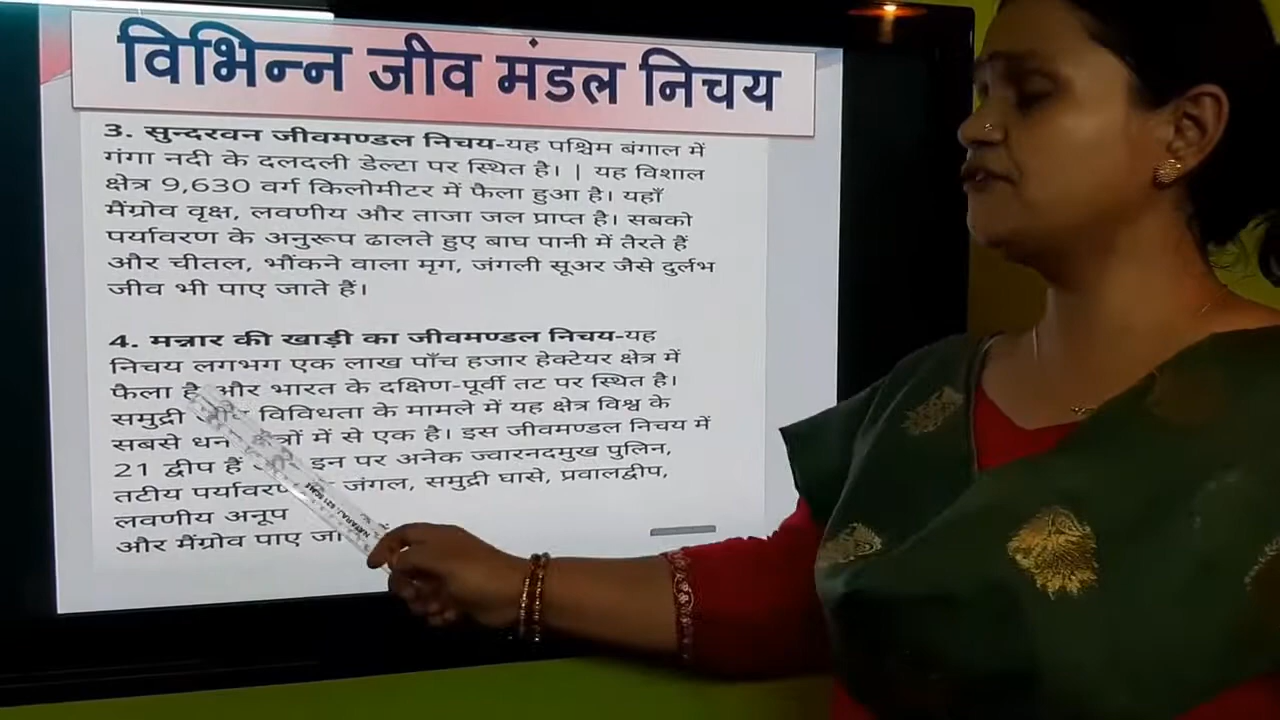 विभिन्न जीव मंडल निचय
3. सुन्दरवन जीवमण्डल निचय-यह पश्चिम बंगाल में
गंगा नदी के दलदली डेल्टा पर स्थित है। | यह विशाल
क्षेत्र 9,630 वर्ग किलोमीटर में फैला हुआ है। यहाँ
मैंग्रोव वृक्ष, लवणीय और ताजा जल प्राप्त है। सबको
पर्यावरण के अनुरूप ढालते हुए बाघ पानी में तैरते हैं
और चीतल, भौंकने वाला मृग, जंगली सूअर जैसे दुर्लभ
जीव भी पाए जाते हैं।
4. मन्नार की खाड़ी का जीवमण्डल निचय-यह
निचय लगभग एक लाख पाँच हजार हेक्टेयर क्षेत्र में
फैला है और भारत के दक्षिण-पूर्वी तट पर स्थित है।
समुद्री विविधता के मामले में यह क्षेत्र विश्व के
सबसे में से एक है। इस जीवमण्डल निचय में
21 द्वीप हैं इन पर अनेक ज्वारनदमुख पुलिन,
तटीय जंगल, समुद्री घासे, प्रवालद्वीप,
लवणीय अनूप
और मैंग्रोव पाए